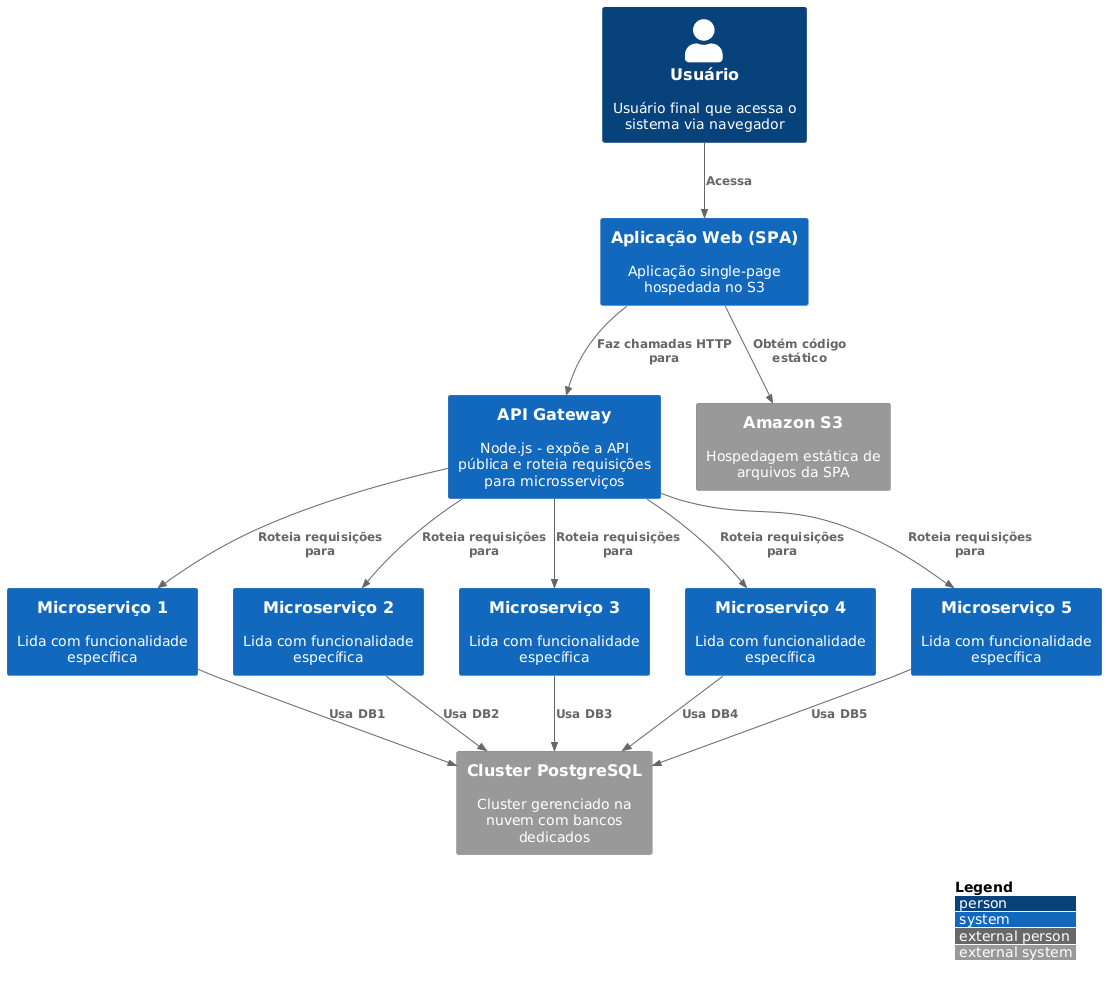 Usuário
Usuário final que acessa o
sistema via navegador
Acessa
Aplicação Web (SPA)
Aplicação single-page
hospedada no S3
Faz chamadas HTTP
para
Obtém código
estático
API Gateway
Node.js - expõe a API
pública e roteia requisições
para microsserviços
Amazon S3
Hospedagem estática de
arquivos da SPA
Roteia requisições
para
Roteia requisições
para
Roteia requisições
para
Roteia requisições
para
Roteia requisições
para
Microserviço 1
Lida com funcionalidade
específica
Microserviço 2
Lida com funcionalidade
específica
Microserviço 3
Lida com funcionalidade
específica
Microserviço 4
Lida com funcionalidade
específica
Microserviço 5
Lida com funcionalidade
específica
Usa DB1
Usa DB2
Usa DB3
Usa DB4
Usa DB5
Cluster PostgreSQL
Cluster gerenciado na
nuvem com bancos
dedicados
Legend
person
system
external person
external system